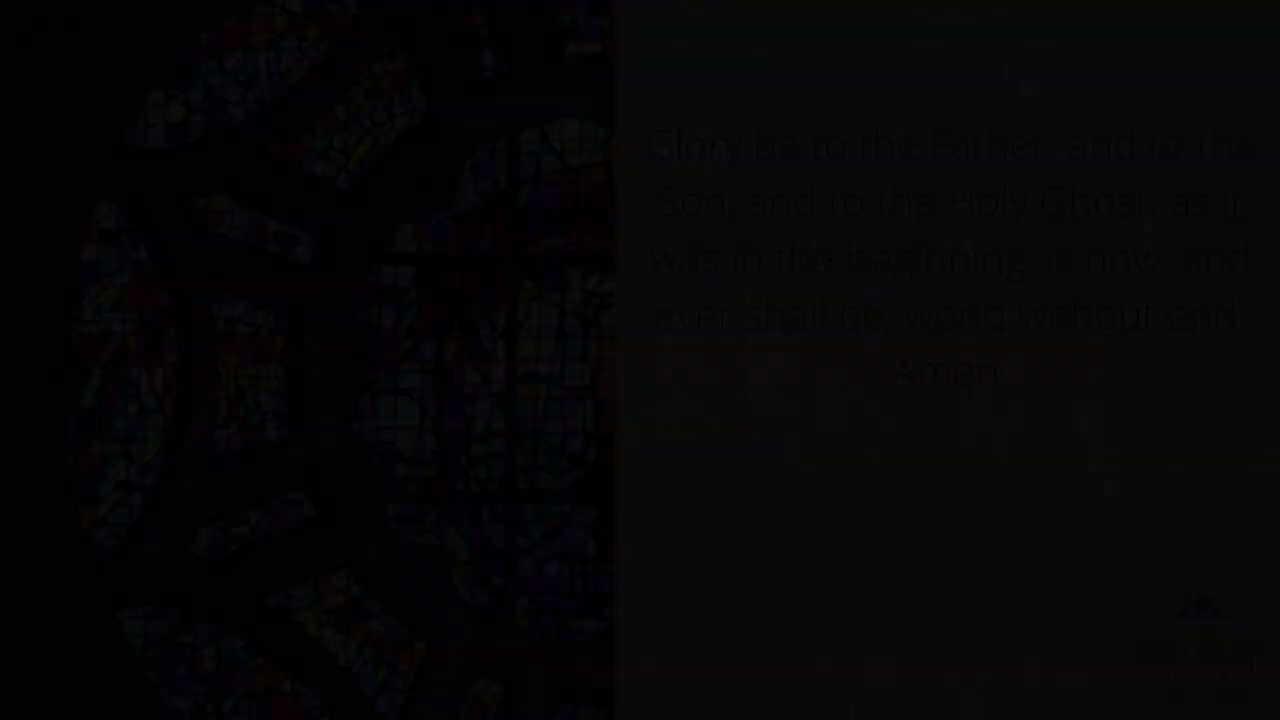 Glory be to the Father, and to the
Son, and to the Holy Ghost, as it
was in the beginning, is now, and
ever shall be, world without end.
Amen.